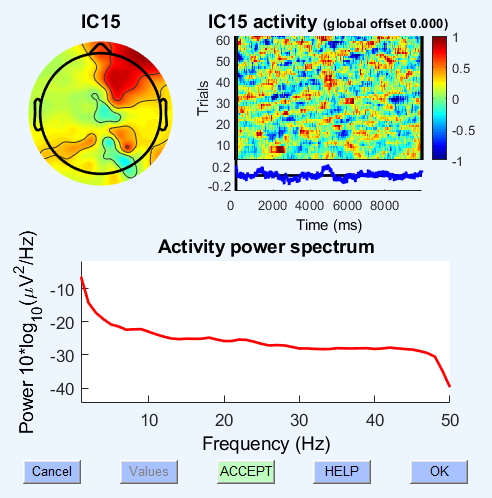 IC15
IC15 activity (global offset 0.000)
60
50
40
30
20
10
Trials
1
0.5
0
-0.5
-1
0.2
-0.2
0 2000 4000 6000 8000
Time (ms)
Activity power spectrum
Power 10*log10(μV2/Hz)
-10
-20
-30
-40
10 20 30 40 50
Frequency (Hz)
Cancel Values ACCEPT HELP OK